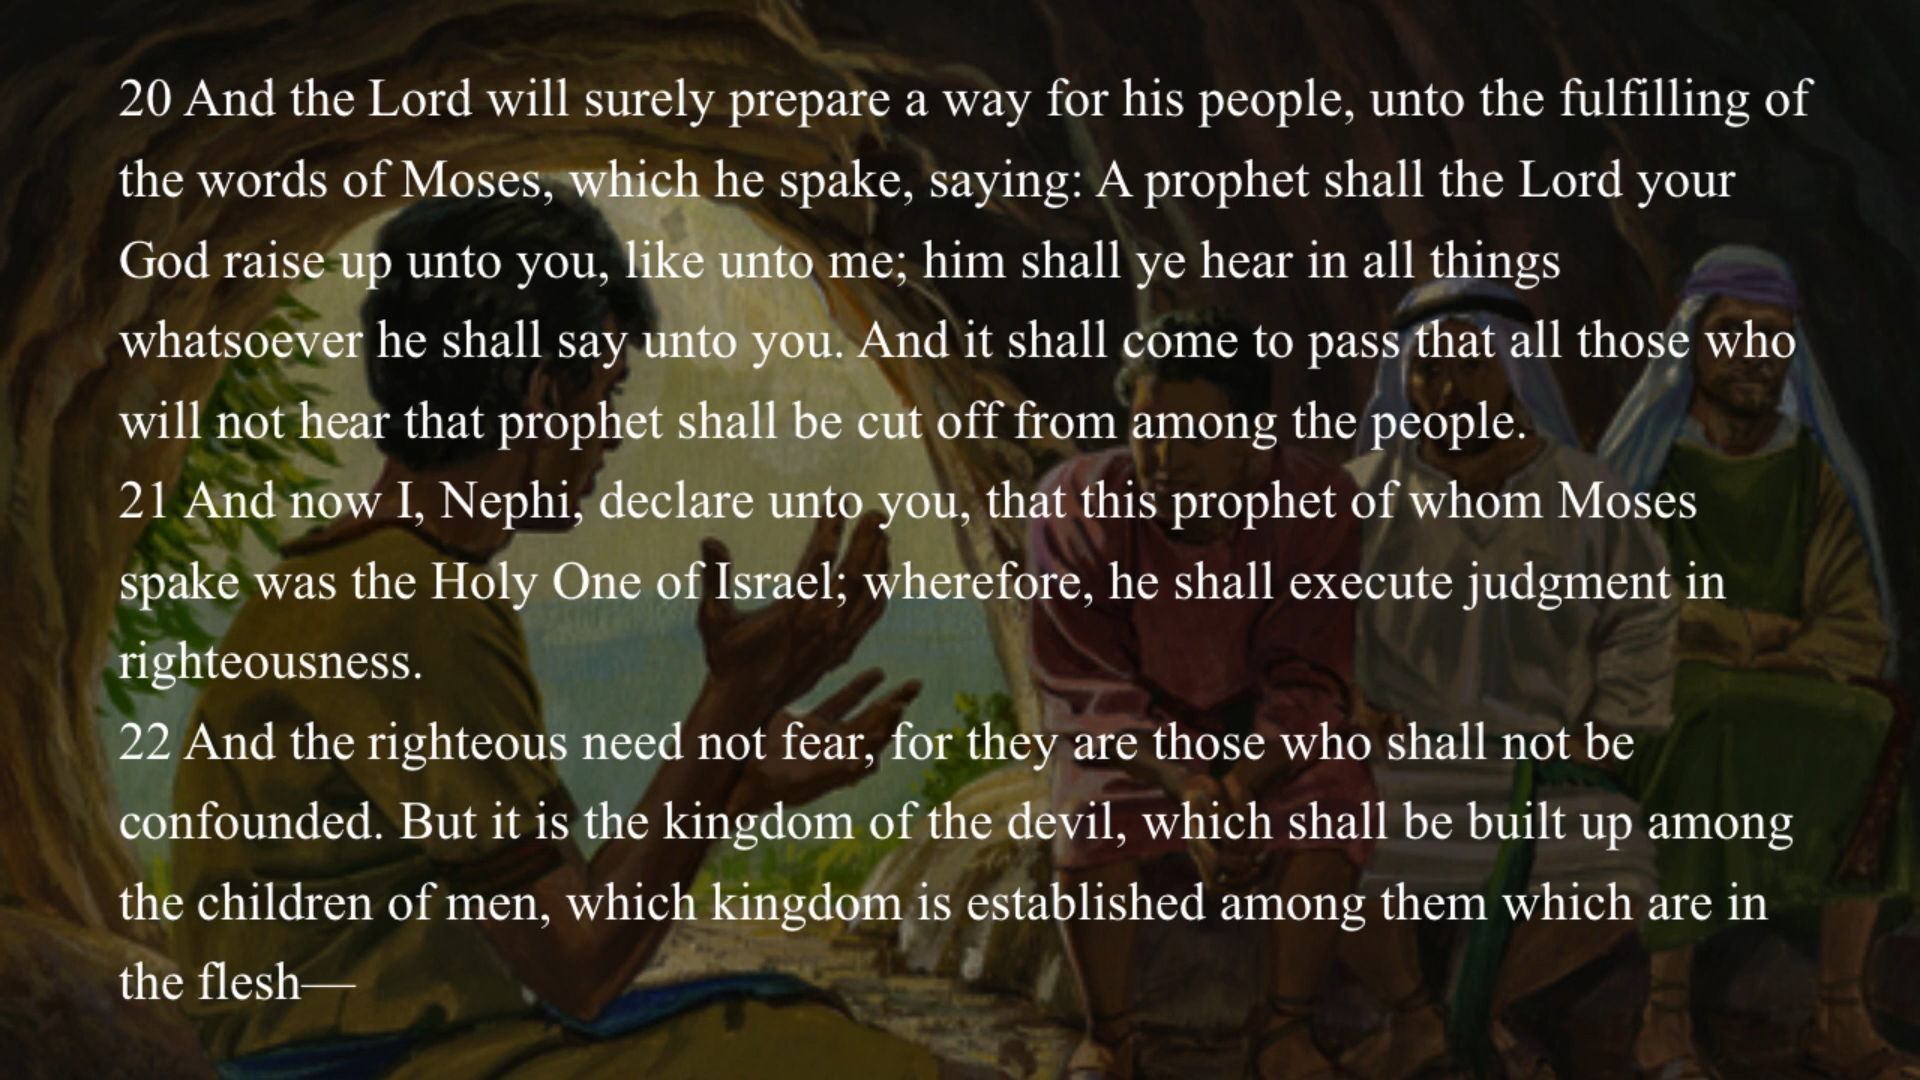 20 And the Lord will surely prepare a way for his people, unto the fulfilling of
the words of Moses, which he spake, saying: A prophet shall the Lord your
God raise up unto you, like unto me; him shall ye hear in all things
whatsoever he shall say unto you. And it shall come to pass that all those who
will not hear that prophet shall be cut off from among the people.
21 And now I, Nephi, declare unto you, that this prophet of whom Moses
spake was the Holy One of Israel; wherefore, he shall execute judgment in
righteousness.
22 And the righteous need not fear, for they are those who shall not be
confounded. But it is the kingdom of the devil, which shall be built up among
the children of men, which kingdom is established among them which are in
the flesh—